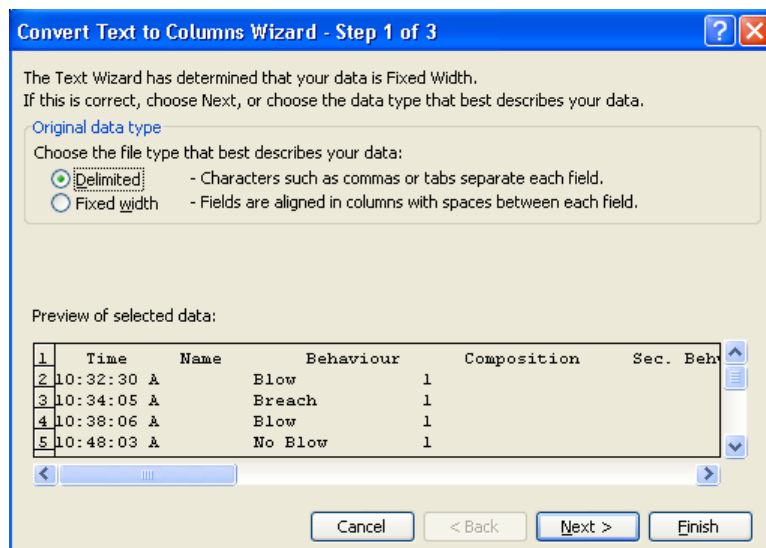 Convert Text to Columns Wizard - Step 1 of 3
The Text Wizard has determined that your data is Fixed Width.
If this is correct, choose Next, or choose the data type that best describes your data.
Original data type
Choose the file type that best describes your data:
Delimited - Characters such as commas or tabs separate each field.
Fixed width - Fields are aligned in columns with spaces between each field.
Preview of selected data:
1 Time Name Behaviour Composition Sec. Behv
2 10:32:30 A Blow 1
3 10:34:05 A Breach 1
4 10:38:06 A Blow 1
5 10:48:03 A No Blow 1
Cancel < Back Next > Finish